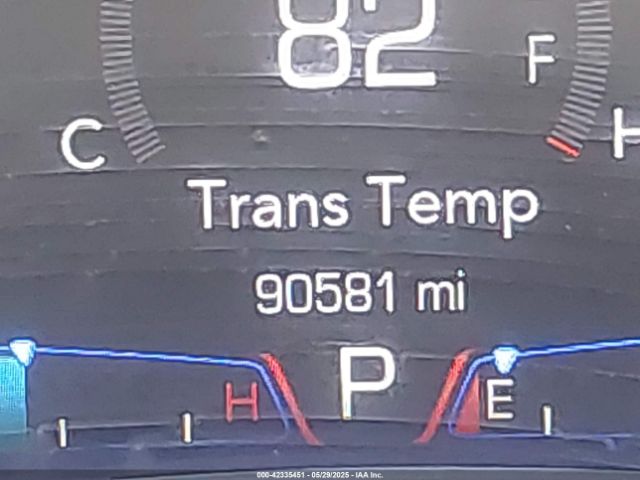 82
F
C
H
Trans Temp
90581 mi
P
H
E
000-42335451 - 05/29/2025 - IAA Inc.